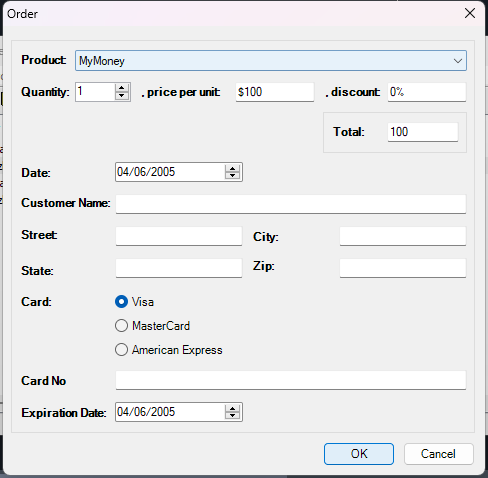 Order
Product: MyMoney
Quantity: 1 , price per unit: $100 , discount: 0%
Total: 100
Date: 04/06/2005
Customer Name:
Street: City:
State: Zip:
Card: Visa
MasterCard
American Express
Card No
Expiration Date: 04/06/2005
OK Cancel